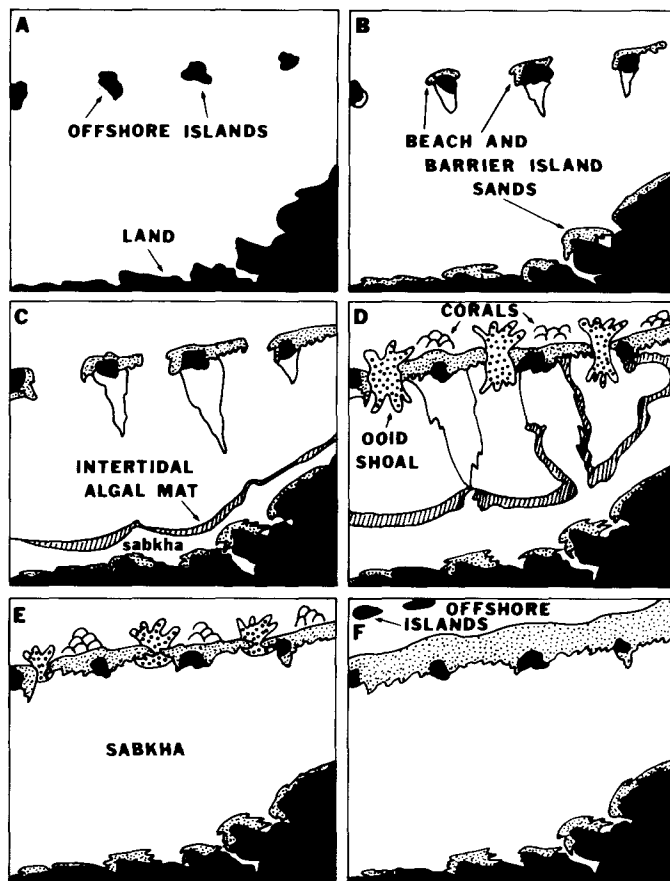 A
OFFSHORE ISLANDS
LAND
B
BEACH AND
BARRIER ISLAND
SANDS
C
INTERTIDAL
ALGAL MAT
sabkha
D
CORALS
OOID
SHOAL
E
SABKHA
F
OFFSHORE
ISLANDS